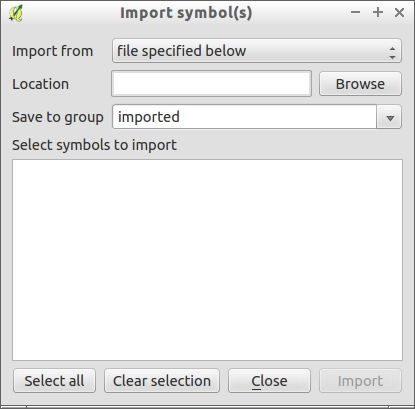 Import symbol(s)
Import from file specified below
Location Browse
Save to group imported
Select symbols to import
Select all Clear selection Close Import